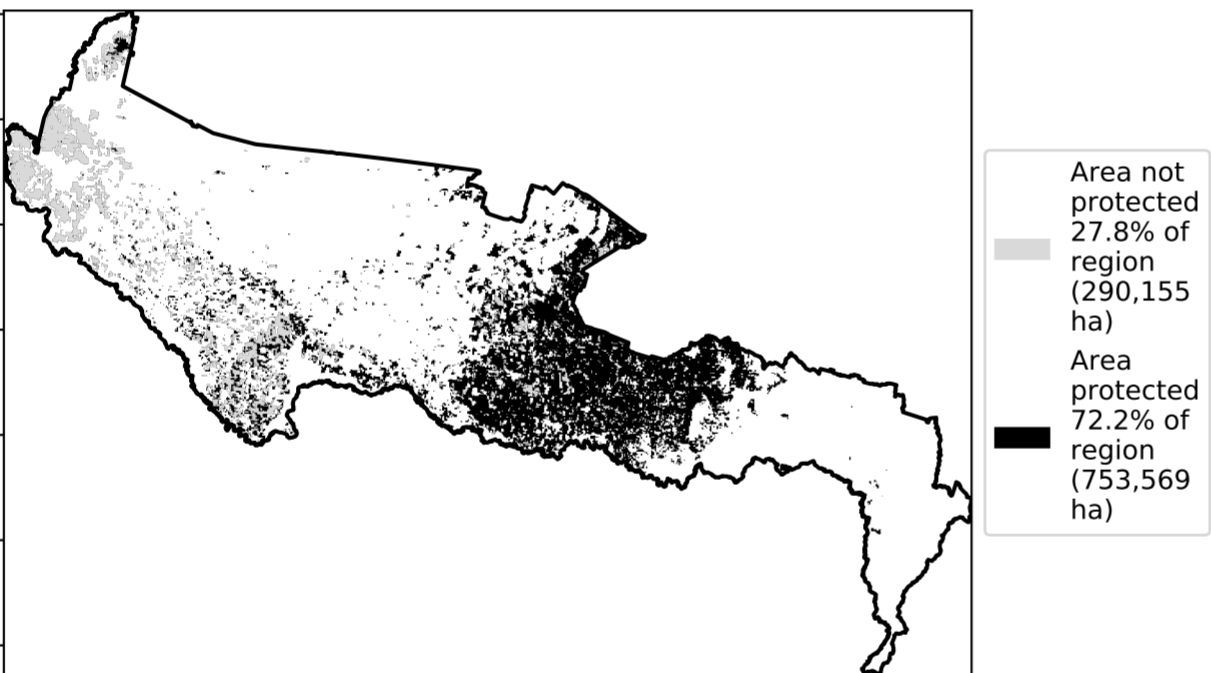 Area not
protected
27.8% of
region
(290,155
ha)
Area
protected
72.2% of
region
(753,569
ha)